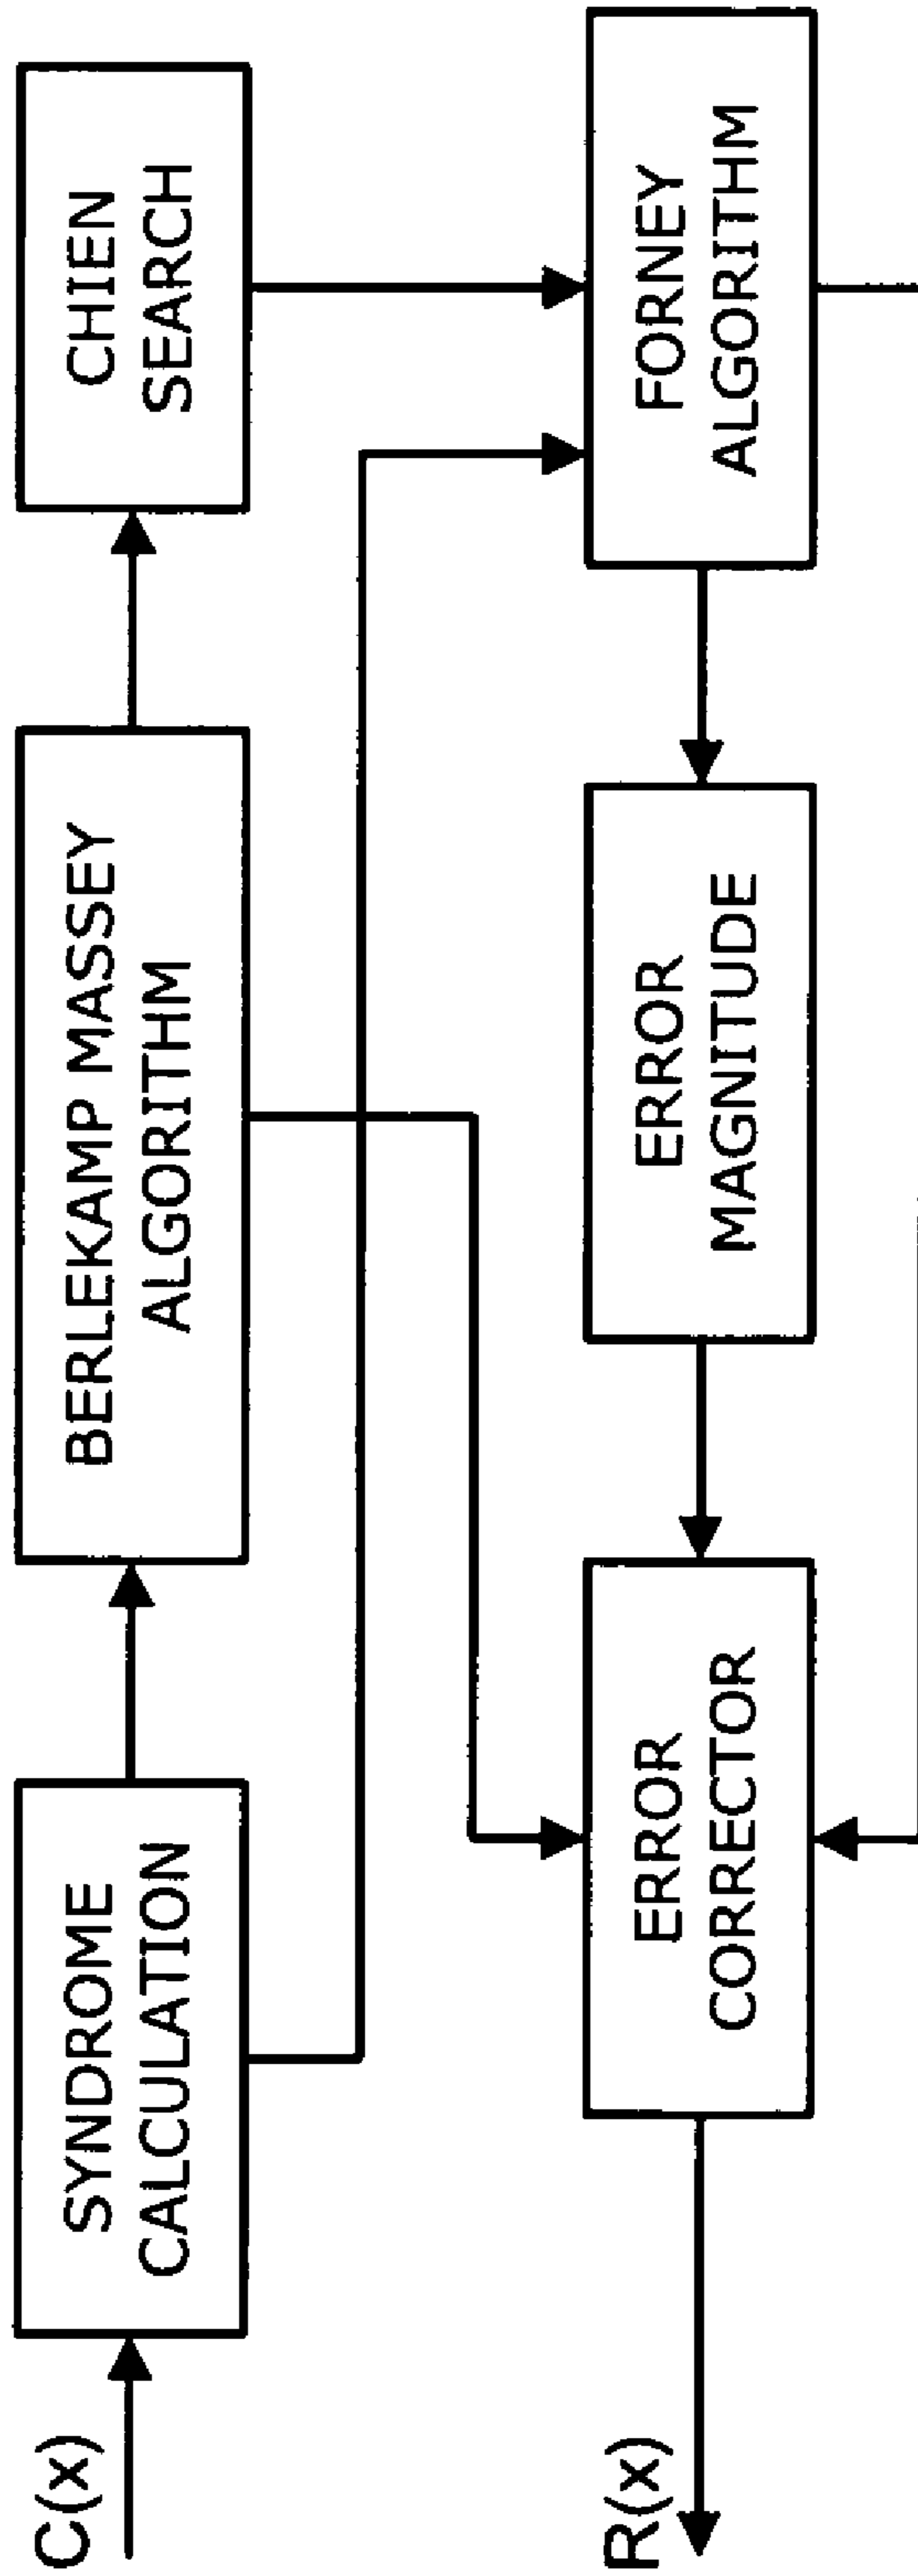 C(x)
SYNDROME
CALCULATION
BERLEKAMP MASSEY
ALGORITHM
CHIEN
SEARCH
R(x)
ERROR
CORRECTOR
ERROR
MAGNITUDE
FORNEY
ALGORITHM